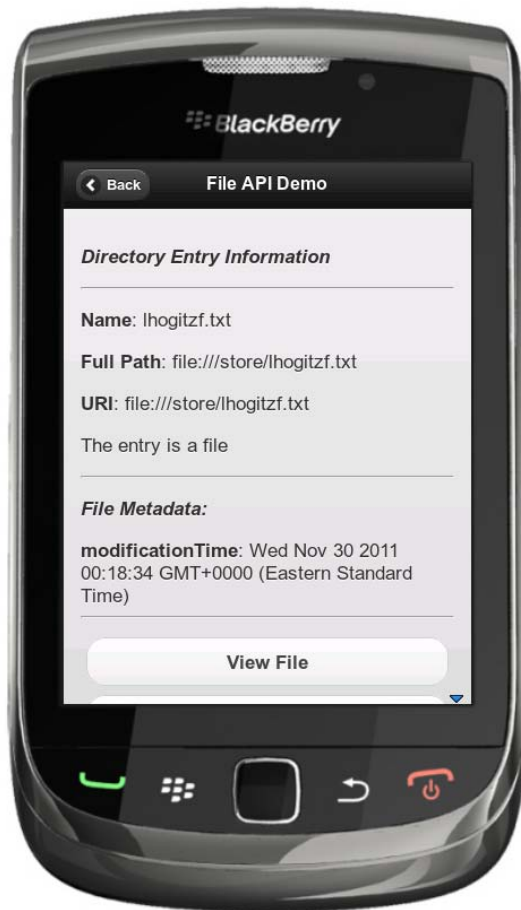 BlackBerry
Back
File API Demo
Directory Entry Information
Name: lhogitzf.txt
Full Path: file:///store/lhogitzf.txt
URI: file:///store/lhogitzf.txt
The entry is a file
File Metadata:
modificationTime: Wed Nov 30 2011
00:18:34 GMT+0000 (Eastern Standard
Time)
View File